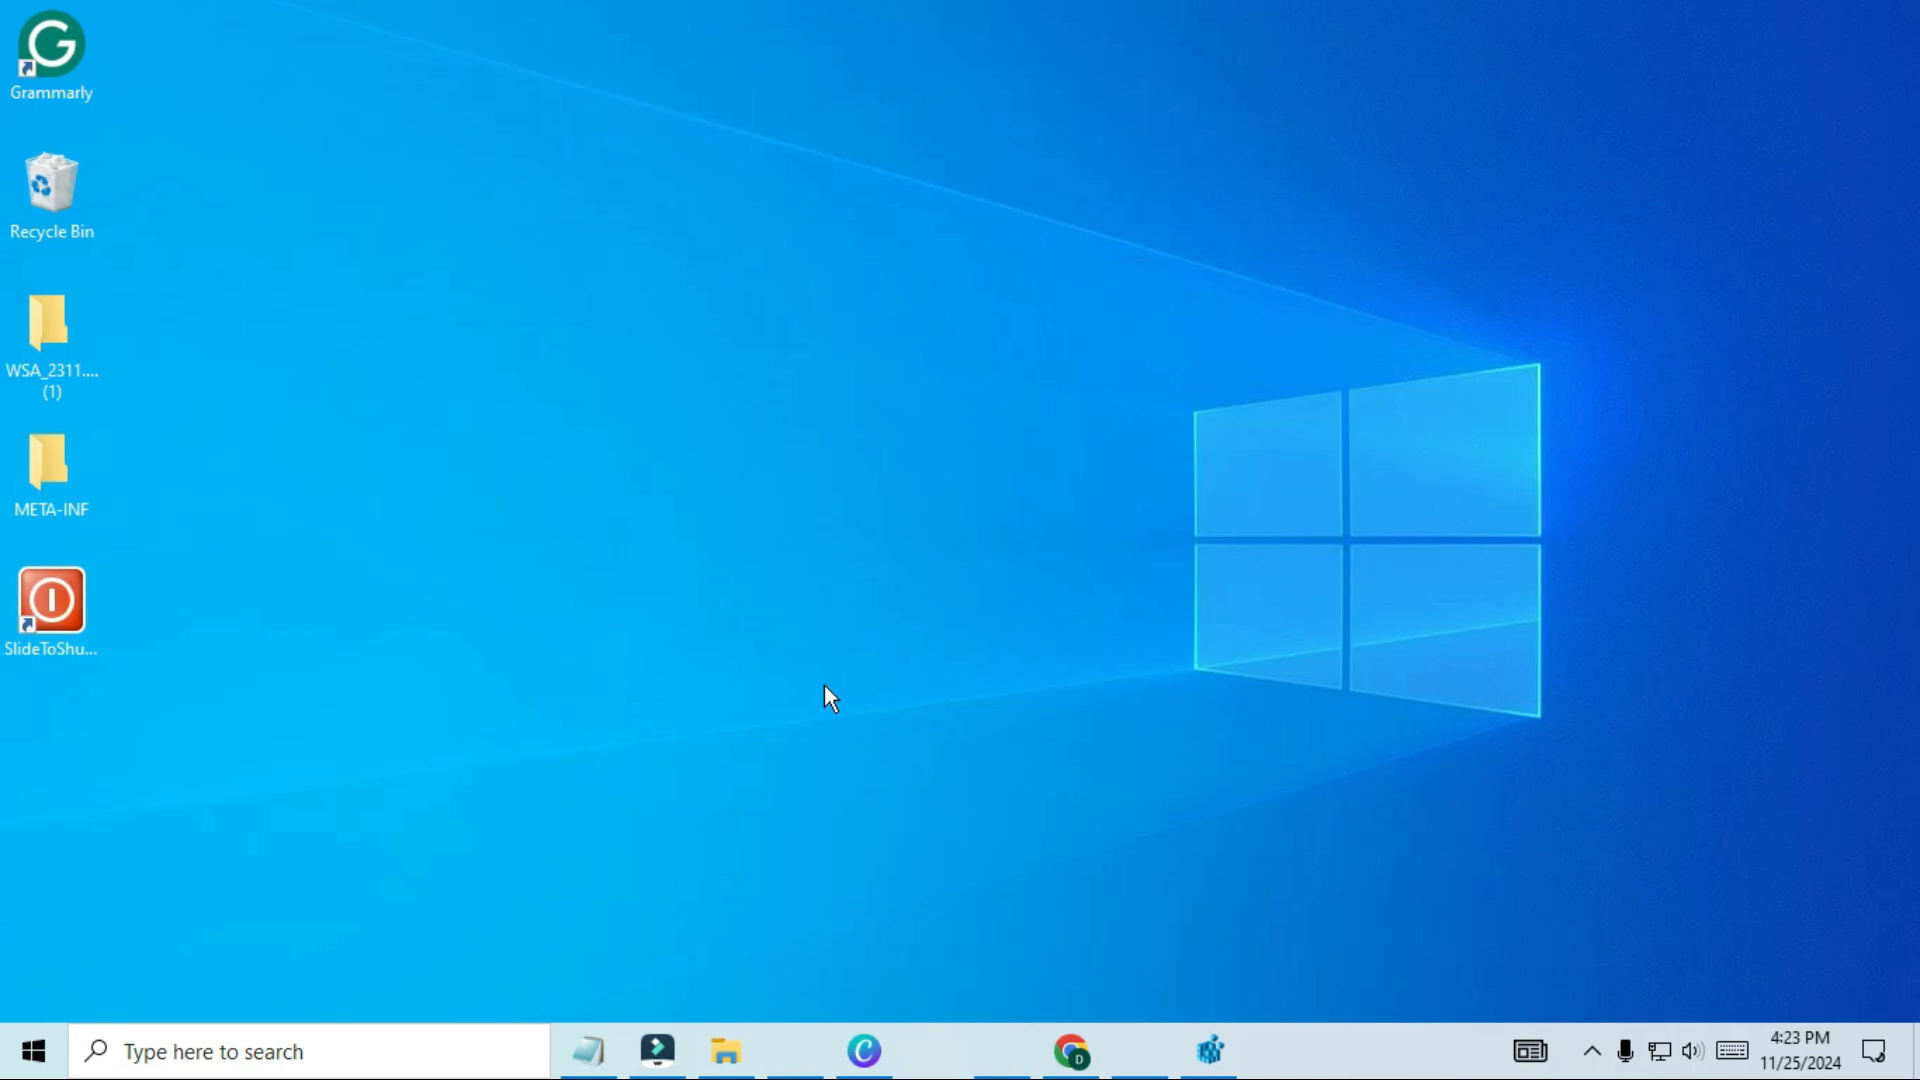 Grammarly
Recycle Bin
WSA_2311....
(1)
META-INF
SlideToShu...
Type here to search
4:23 PM
11/25/2024
D